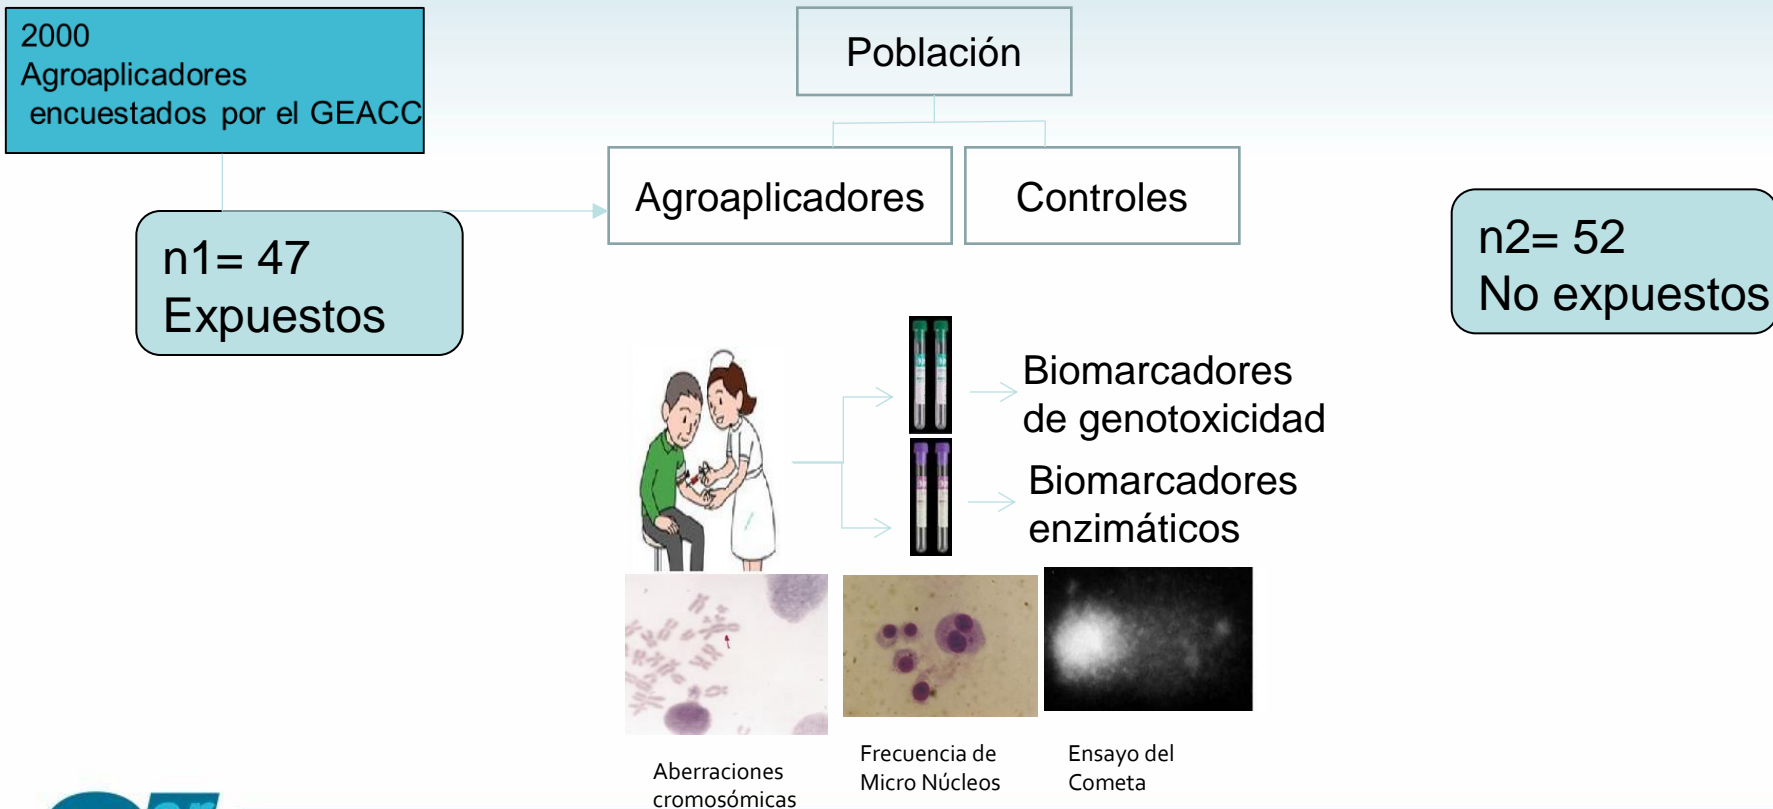 2000
Agroaplicadores
encuestados por el GEACC
Población
Agroaplicadores
Controles
n1= 47
Expuestos
n2= 52
No expuestos
Biomarcadores
de genotoxicidad
Biomarcadores
enzimáticos
Aberraciones
cromosómicas
Frecuencia de
Micro Núcleos
Ensayo del
Cometa